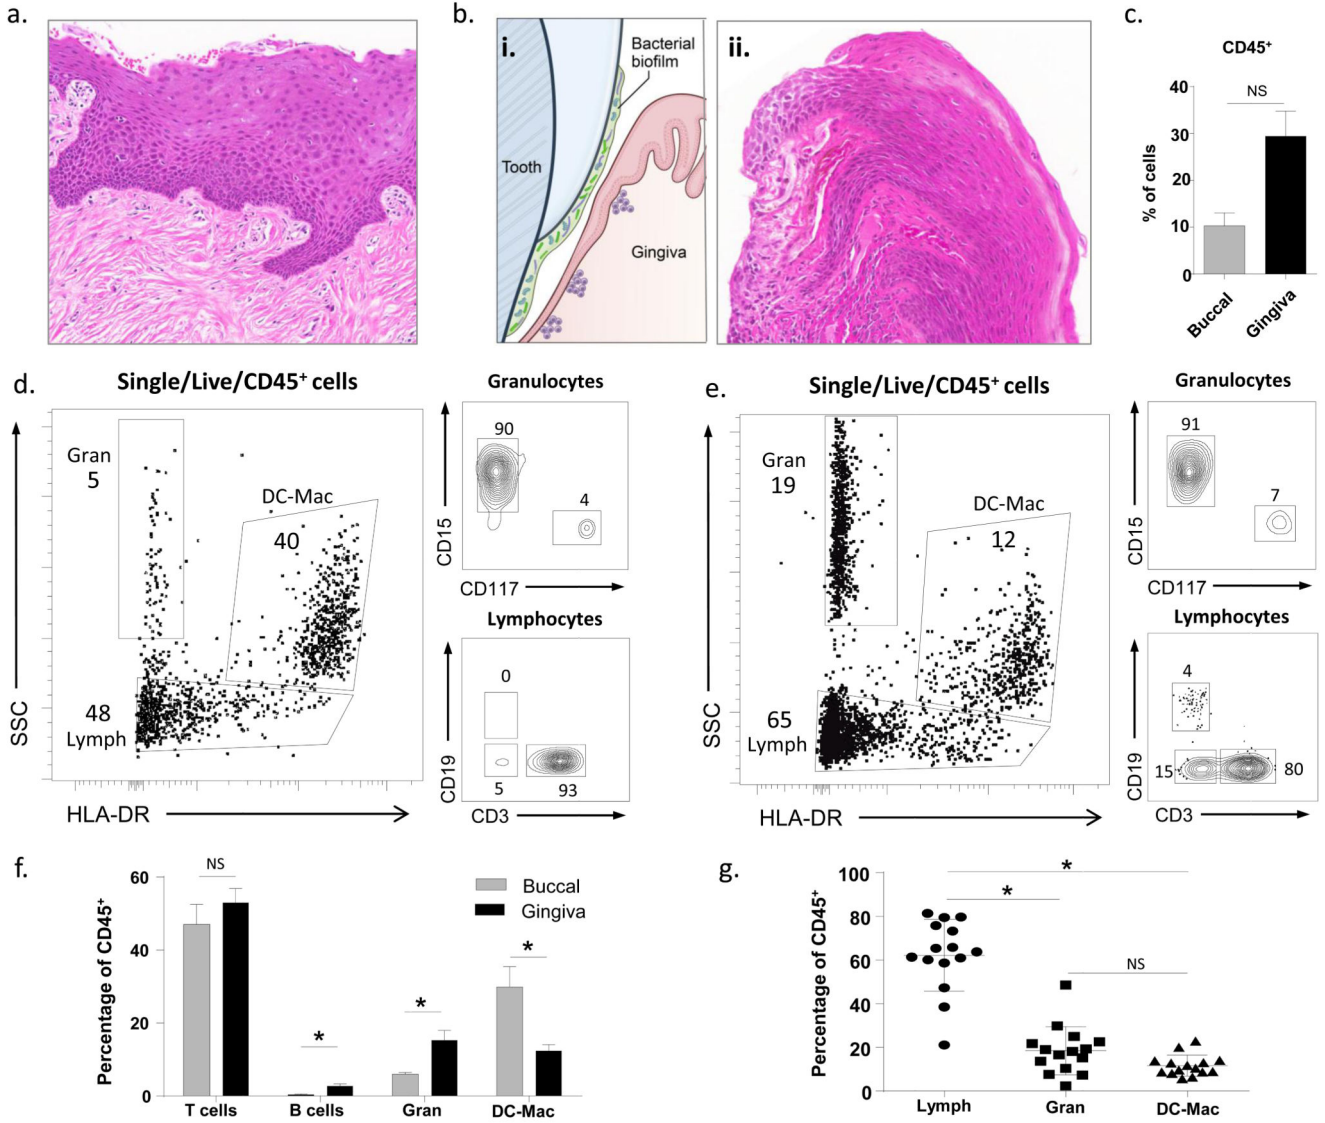 a.
b.
i.
Bacterial
biofilm
Tooth
Gingiva
ii.
c.
CD45+
NS
40
30
20
10
0
% of cells
Buccal
Gingiva
d.
Single/Live/CD45+ cells
Gran
5
DC-Mac
40
48
Lymph
SSC
HLA-DR
Granulocytes
90
4
CD15
CD117
Lymphocytes
0
5
93
CD19
CD3
e.
Single/Live/CD45+ cells
Gran
19
DC-Mac
12
65
Lymph
SSC
HLA-DR
Granulocytes
91
7
CD15
CD117
Lymphocytes
4
15
80
CD19
CD3
f.
Percentage of CD45+
60
40
20
0
NS
*
*
*
Buccal
Gingiva
T cells
B cells
Gran
DC-Mac
g.
Percentage of CD45+
100
80
60
40
20
0
*
*
NS
Lymph
Gran
DC-Mac